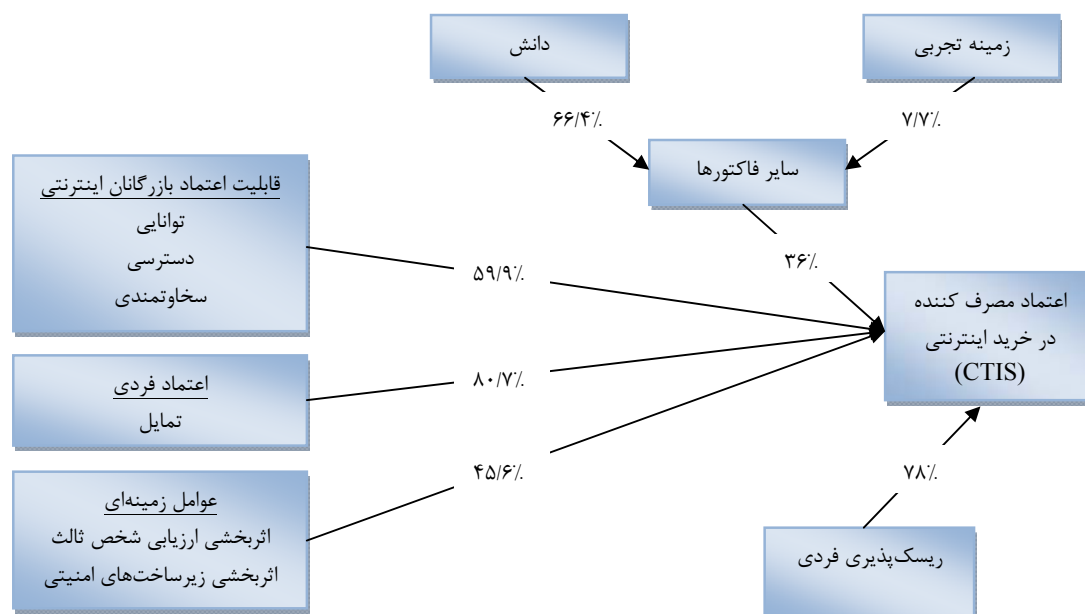 دانش
زمینه تجربی
۶۶/۴٪
۷/۷٪
سایر فاکتورها
۳۶٪
قابلیت اعتماد بازرگانان اینترنتی
توانایی
دسترسی
سخاوتمندی
۵۹/۹٪
اعتماد مصرف کننده
در خرید اینترنتی
(CTIS)
اعتماد فردی
تمایل
۸۰/۷٪
عوامل زمینه‌ای
اثربخشی ارزیابی شخص ثالث
اثربخشی زیرساخت‌های امنیتی
۴۵/۶٪
۷۸٪
ریسک‌پذیری فردی